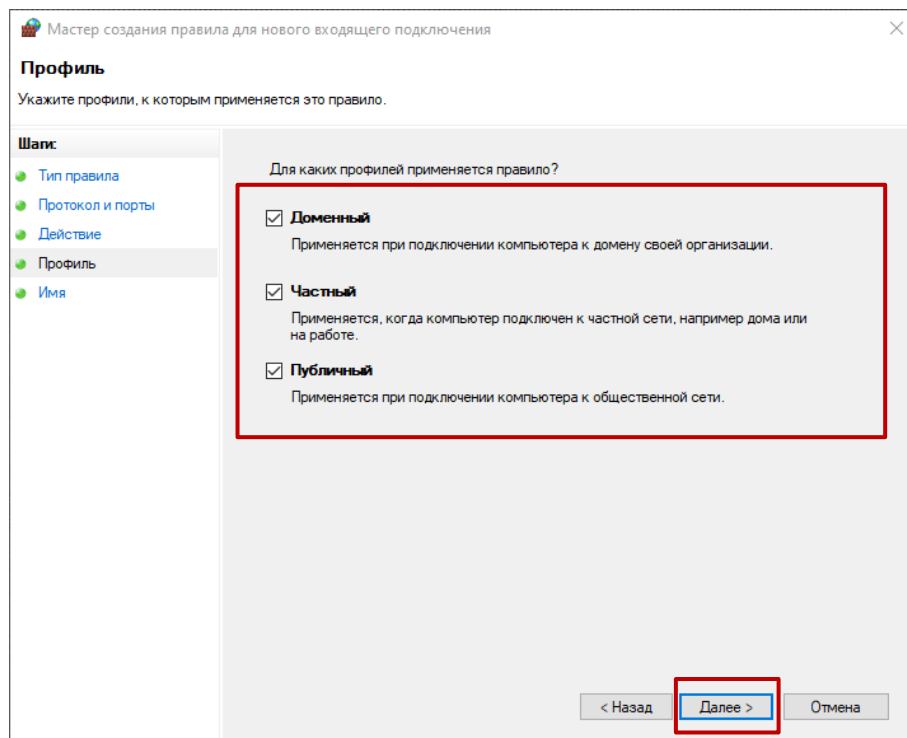 Мастер создания правила для нового входящего подключения
Профиль
Укажите профили, к которым применяется это правило.
Шаги:
Тип правила
Протокол и порты
Действие
Профиль
Имя
Для каких профилей применяется правило?
Доменный
Применяется при подключении компьютера к домену своей организации.
Частный
Применяется, когда компьютер подключен к частной сети, например дома или
на работе.
Публичный
Применяется при подключении компьютера к общественной сети.
< Назад
Далее >
Отмена